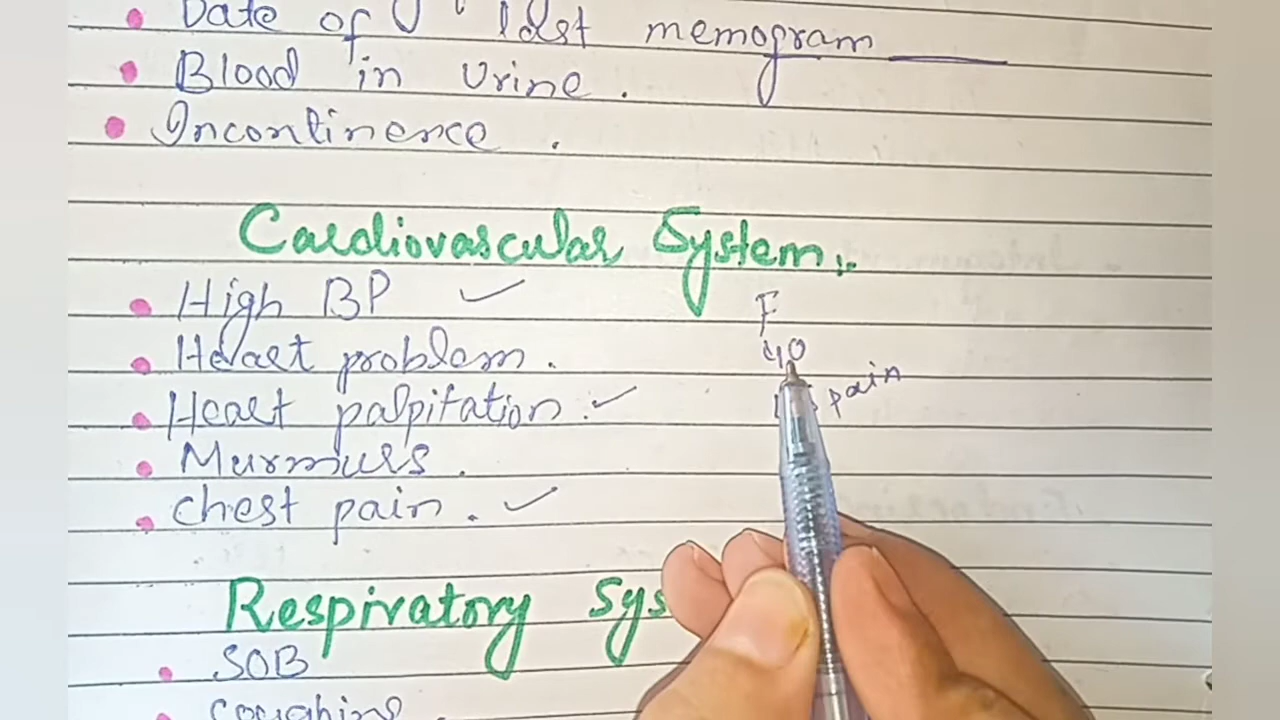 • Date of last memogram
• Blood in Urine.
• Incontinence.
Cardiovascular System:-
• High BP ✓
F
• Heart problem.
40
pain
• Heart palpitation. ✓
• Murmurs.
• Chest pain. ✓
Respiratory Sys
• SOB
• Coughing.